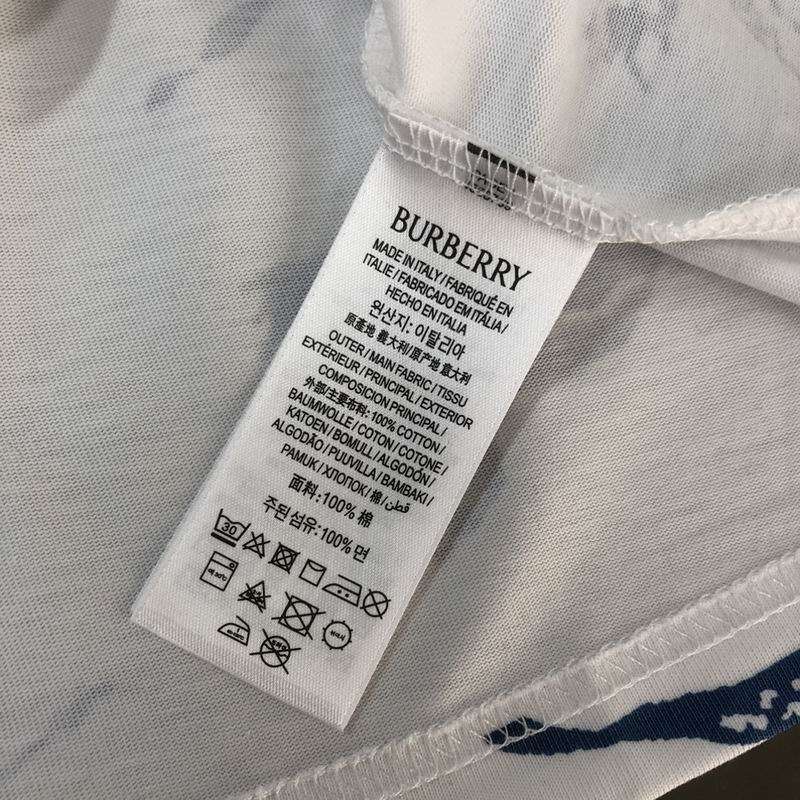 BURBERRY
MADE IN ITALY / FABRIQUÉ EN
ITALIE / FABRICADO EM ITÁLIA /
HECHO EN ITALIA
원산지: 이탈리아
原產地 義大利/原产地 意大利
OUTER / MAIN FABRIC / TISSU
EXTÉRIEUR / PRINCIPAL / EXTERIOR
COMPOSICION PRINCIPAL /
外部/主要布料: 100% COTTON /
BAUMWOLLE / COTON / COTONE /
KATOEN / BOMULL / ALGODÓN /
ALGODÃO / PUUVILLA / BAMBAKI /
PAMUK / ХЛОПОК / 棉 / قطن
面料:100% 棉
주된 섬유: 100% 면
30